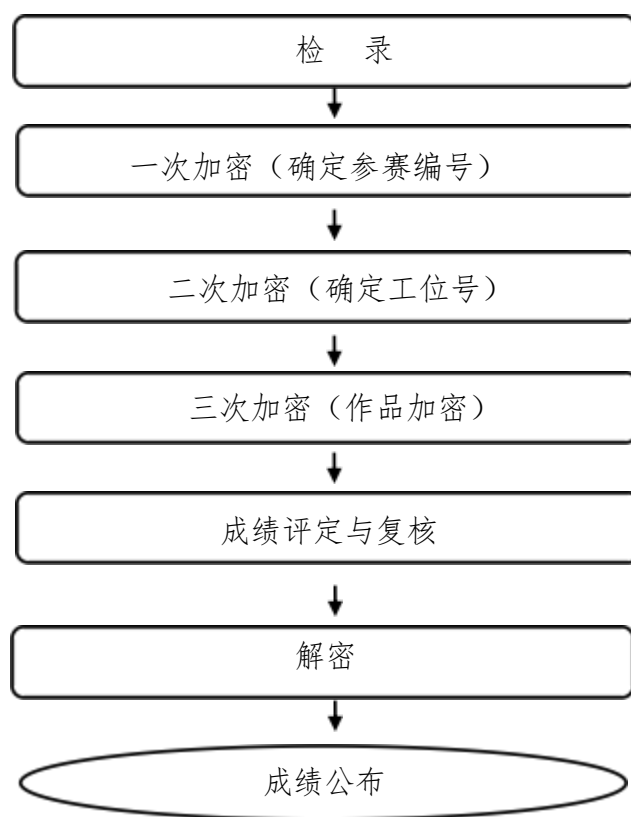 检 录
一次加密（确定参赛编号）
二次加密（确定工位号）
三次加密（作品加密）
成绩评定与复核
解密
成绩公布